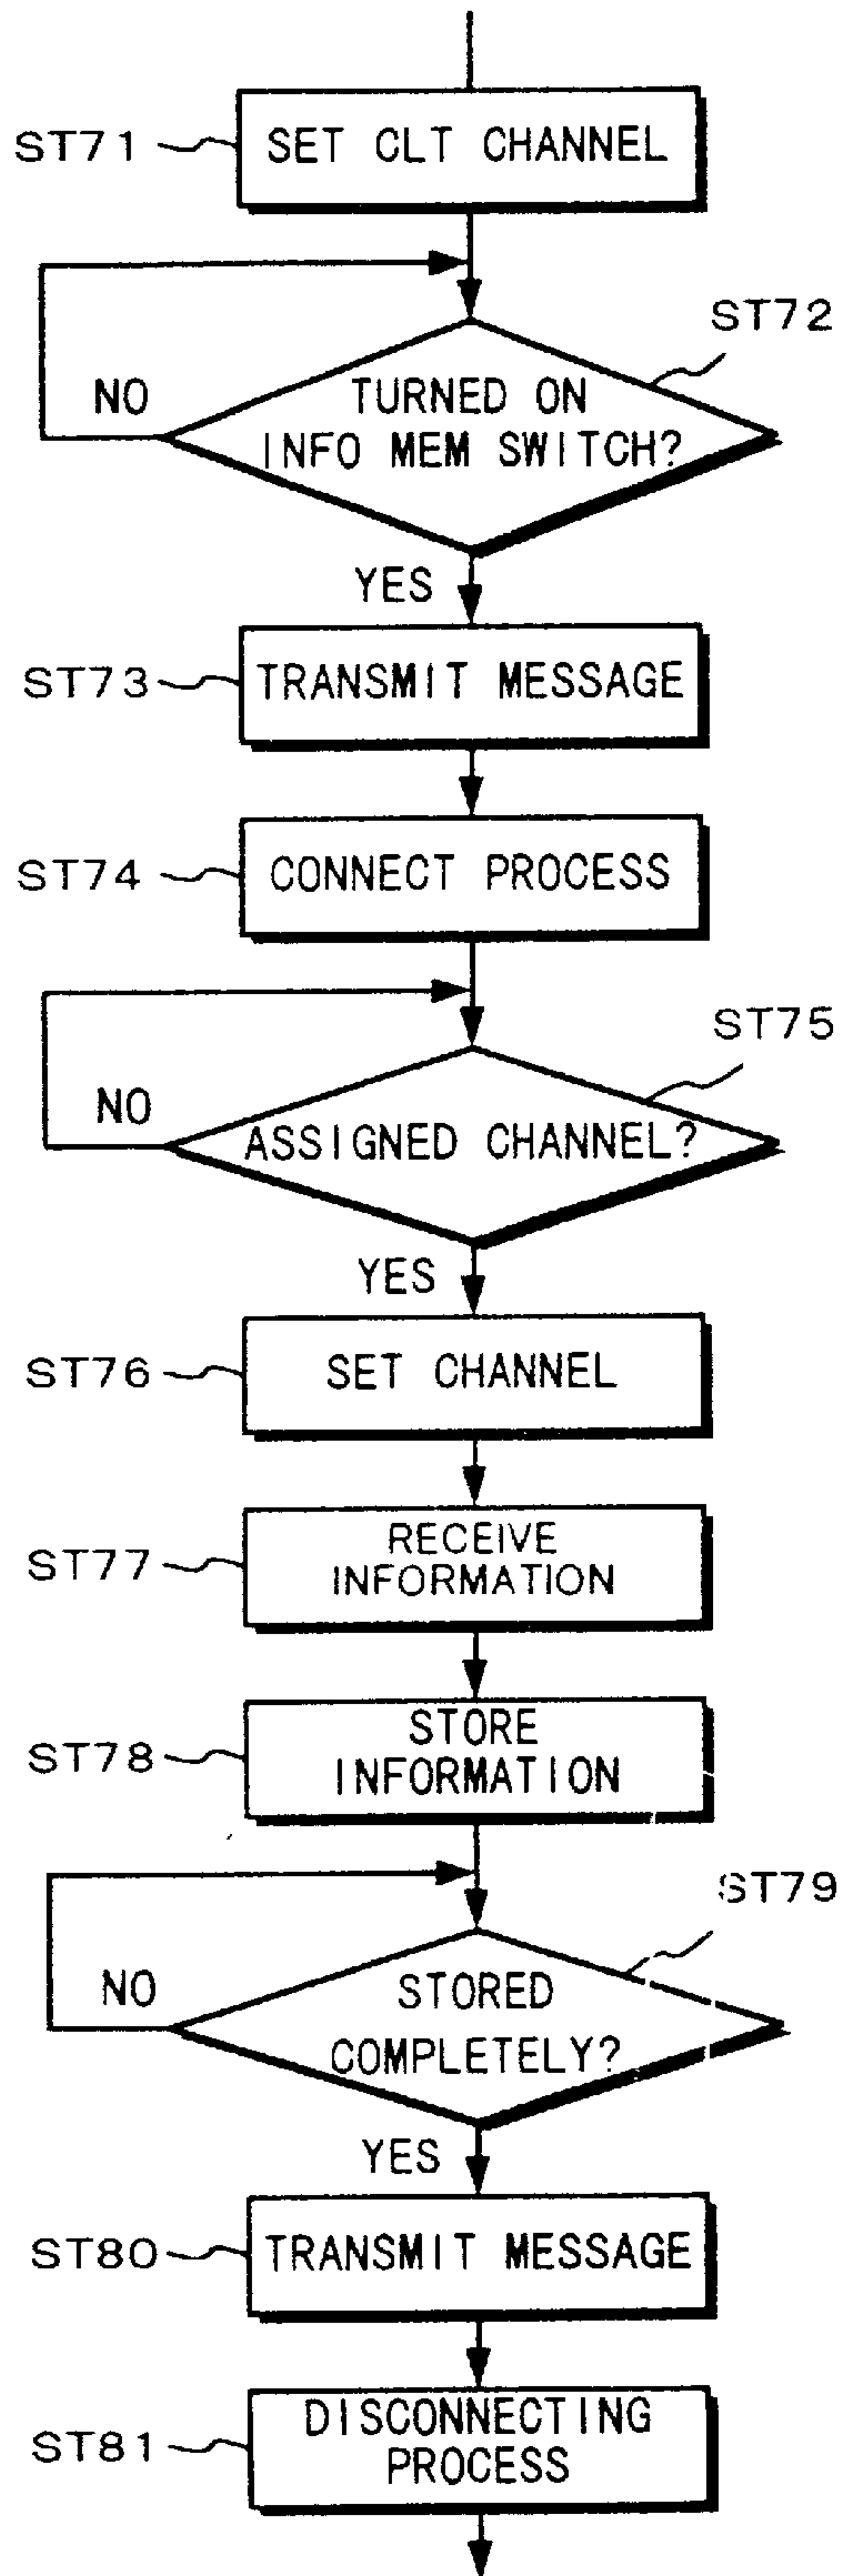 ST71
SET CLT CHANNEL
ST72
NO
TURNED ON
INFO MEM SWITCH?
YES
ST73
TRANSMIT MESSAGE
ST74
CONNECT PROCESS
ST75
NO
ASSIGNED CHANNEL?
YES
ST76
SET CHANNEL
ST77
RECEIVE
INFORMATION
ST78
STORE
INFORMATION
ST79
NO
STORED
COMPLETELY?
YES
ST80
TRANSMIT MESSAGE
ST81
DISCONNECTING
PROCESS